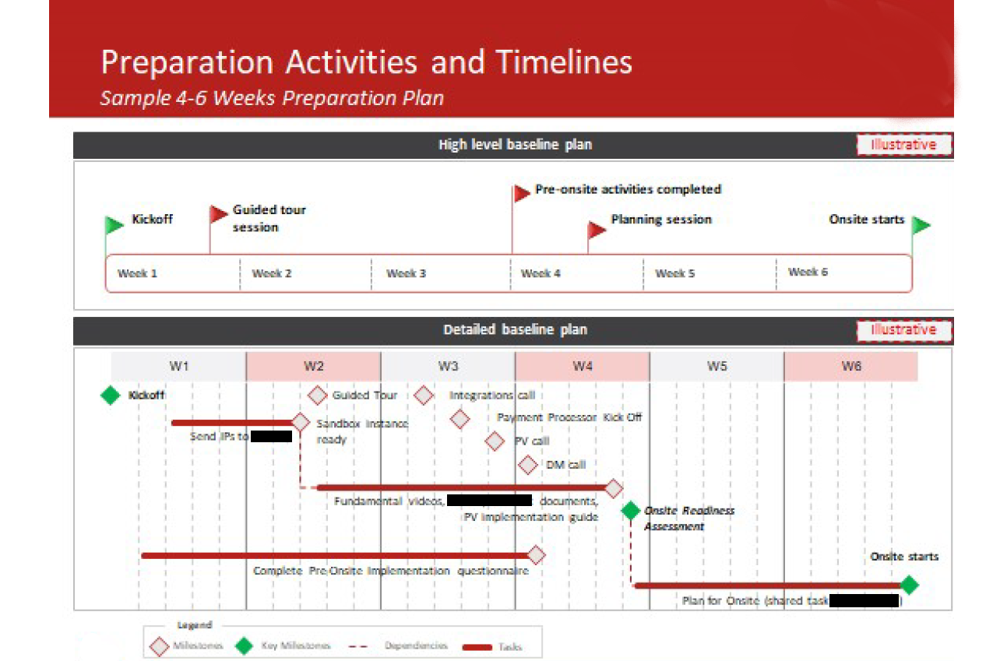 Preparation Activities and Timelines
Sample 4-6 Weeks Preparation Plan
High level baseline plan
Illustrative
Pre-onsite activities completed
Kickoff
Guided tour
session
Planning session
Onsite starts
Week 1
Week 2
Week 3
Week 4
Week 5
Week 6
Detailed baseline plan
Illustrative
W1
W2
W3
W4
W5
W6
Kickoff
Guided Tour
Integrations call
Payment Processor Kick Off
Sandbox instance
ready
Send IPs to
PV call
DM call
Fundamental videos, documents,
PV implementation guide
Onsite Readiness
Assessment
Onsite starts
Complete Pre-Onsite Implementation questionnaire
Plan for Onsite (shared task )
Legend
Milestones
Key Milestones
Dependencies
Tasks